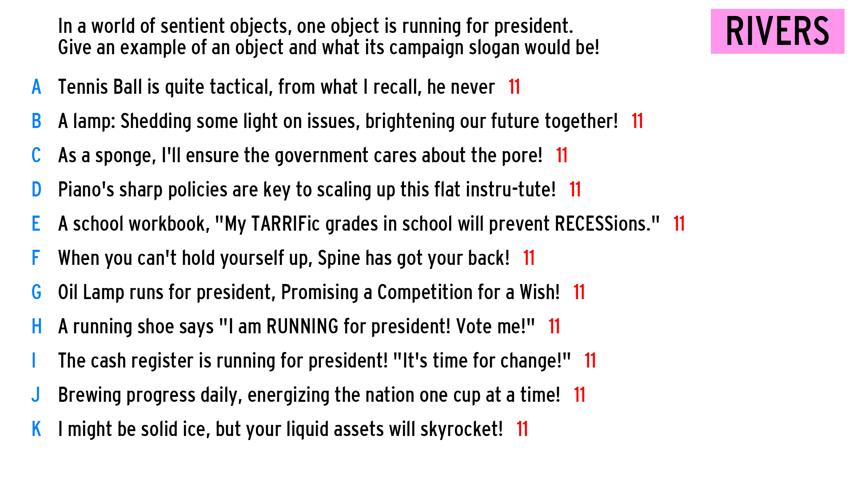 In a world of sentient objects, one object is running for president.
Give an example of an object and what its campaign slogan would be!
RIVERS
A Tennis Ball is quite tactical, from what I recall, he never 11
B A lamp: Shedding some light on issues, brightening our future together! 11
C As a sponge, I'll ensure the government cares about the pore! 11
D Piano's sharp policies are key to scaling up this flat instru-tute! 11
E A school workbook, "My TARRIFic grades in school will prevent RECESSions." 11
F When you can't hold yourself up, Spine has got your back! 11
G Oil Lamp runs for president, Promising a Competition for a Wish! 11
H A running shoe says "I am RUNNING for president! Vote me!" 11
I The cash register is running for president! "It's time for change!" 11
J Brewing progress daily, energizing the nation one cup at a time! 11
K I might be solid ice, but your liquid assets will skyrocket! 11